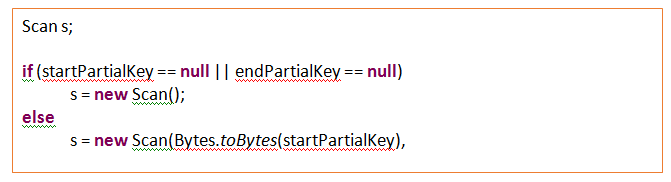 Scan s;
if (startPartialKey == null || endPartialKey == null)
s = new Scan();
else
s = new Scan(Bytes.toBytes(startPartialKey),